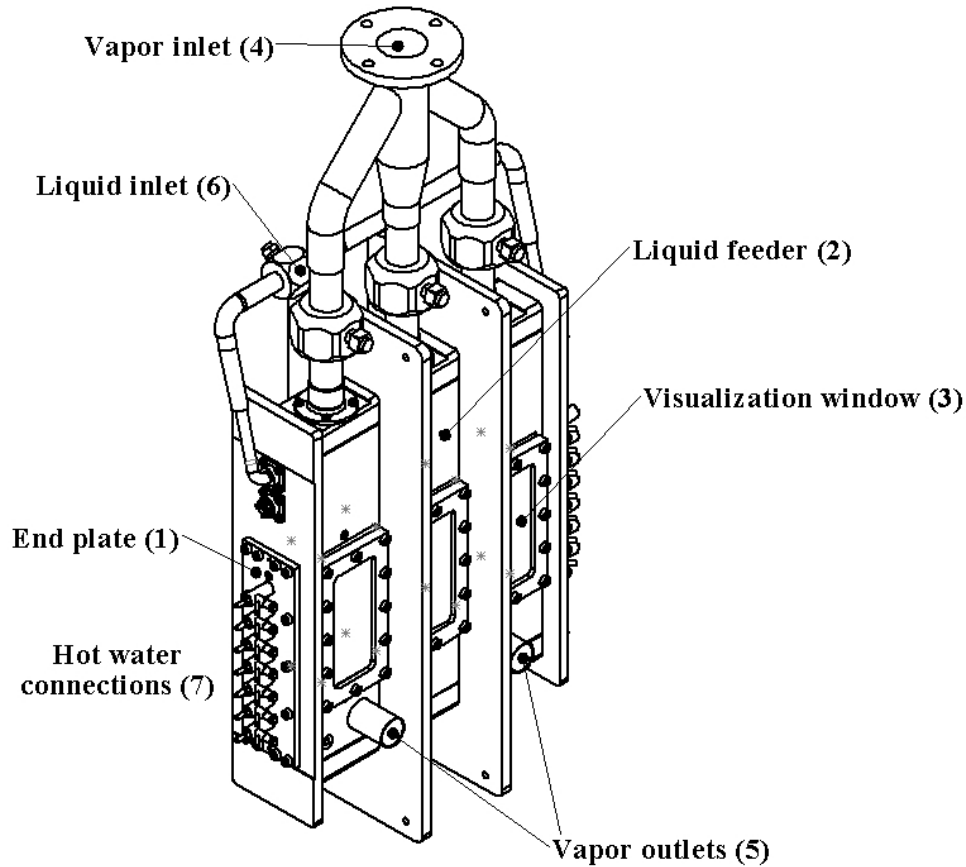 Vapor inlet (4)
Liquid inlet (6)
Liquid feeder (2)
Visualization window (3)
End plate (1)
Hot water
connections (7)
Vapor outlets (5)